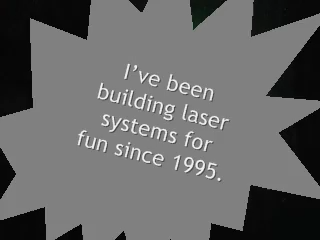 I've been
building laser
systems for
fun since 1995.